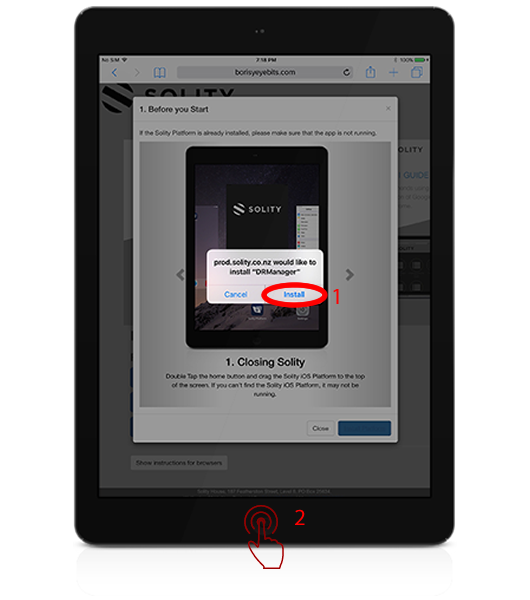 No SIM
7:18 PM
100%
borisyeyebits.com
SOLITY
1. Before you Start
×
If the Solity Platform is already installed, please make sure that the app is not running.
OLITY
GUIDE
SOLITY
prod.solity.co.nz would like to
install "DRManager"
Cancel
Install
1
1. Closing Solity
Double Tap the home button and drag the Solity iOS Platform to the top
of the screen. If you can't find the Solity iOS Platform, it may not be
running.
Close
Show instructions for browsers
2